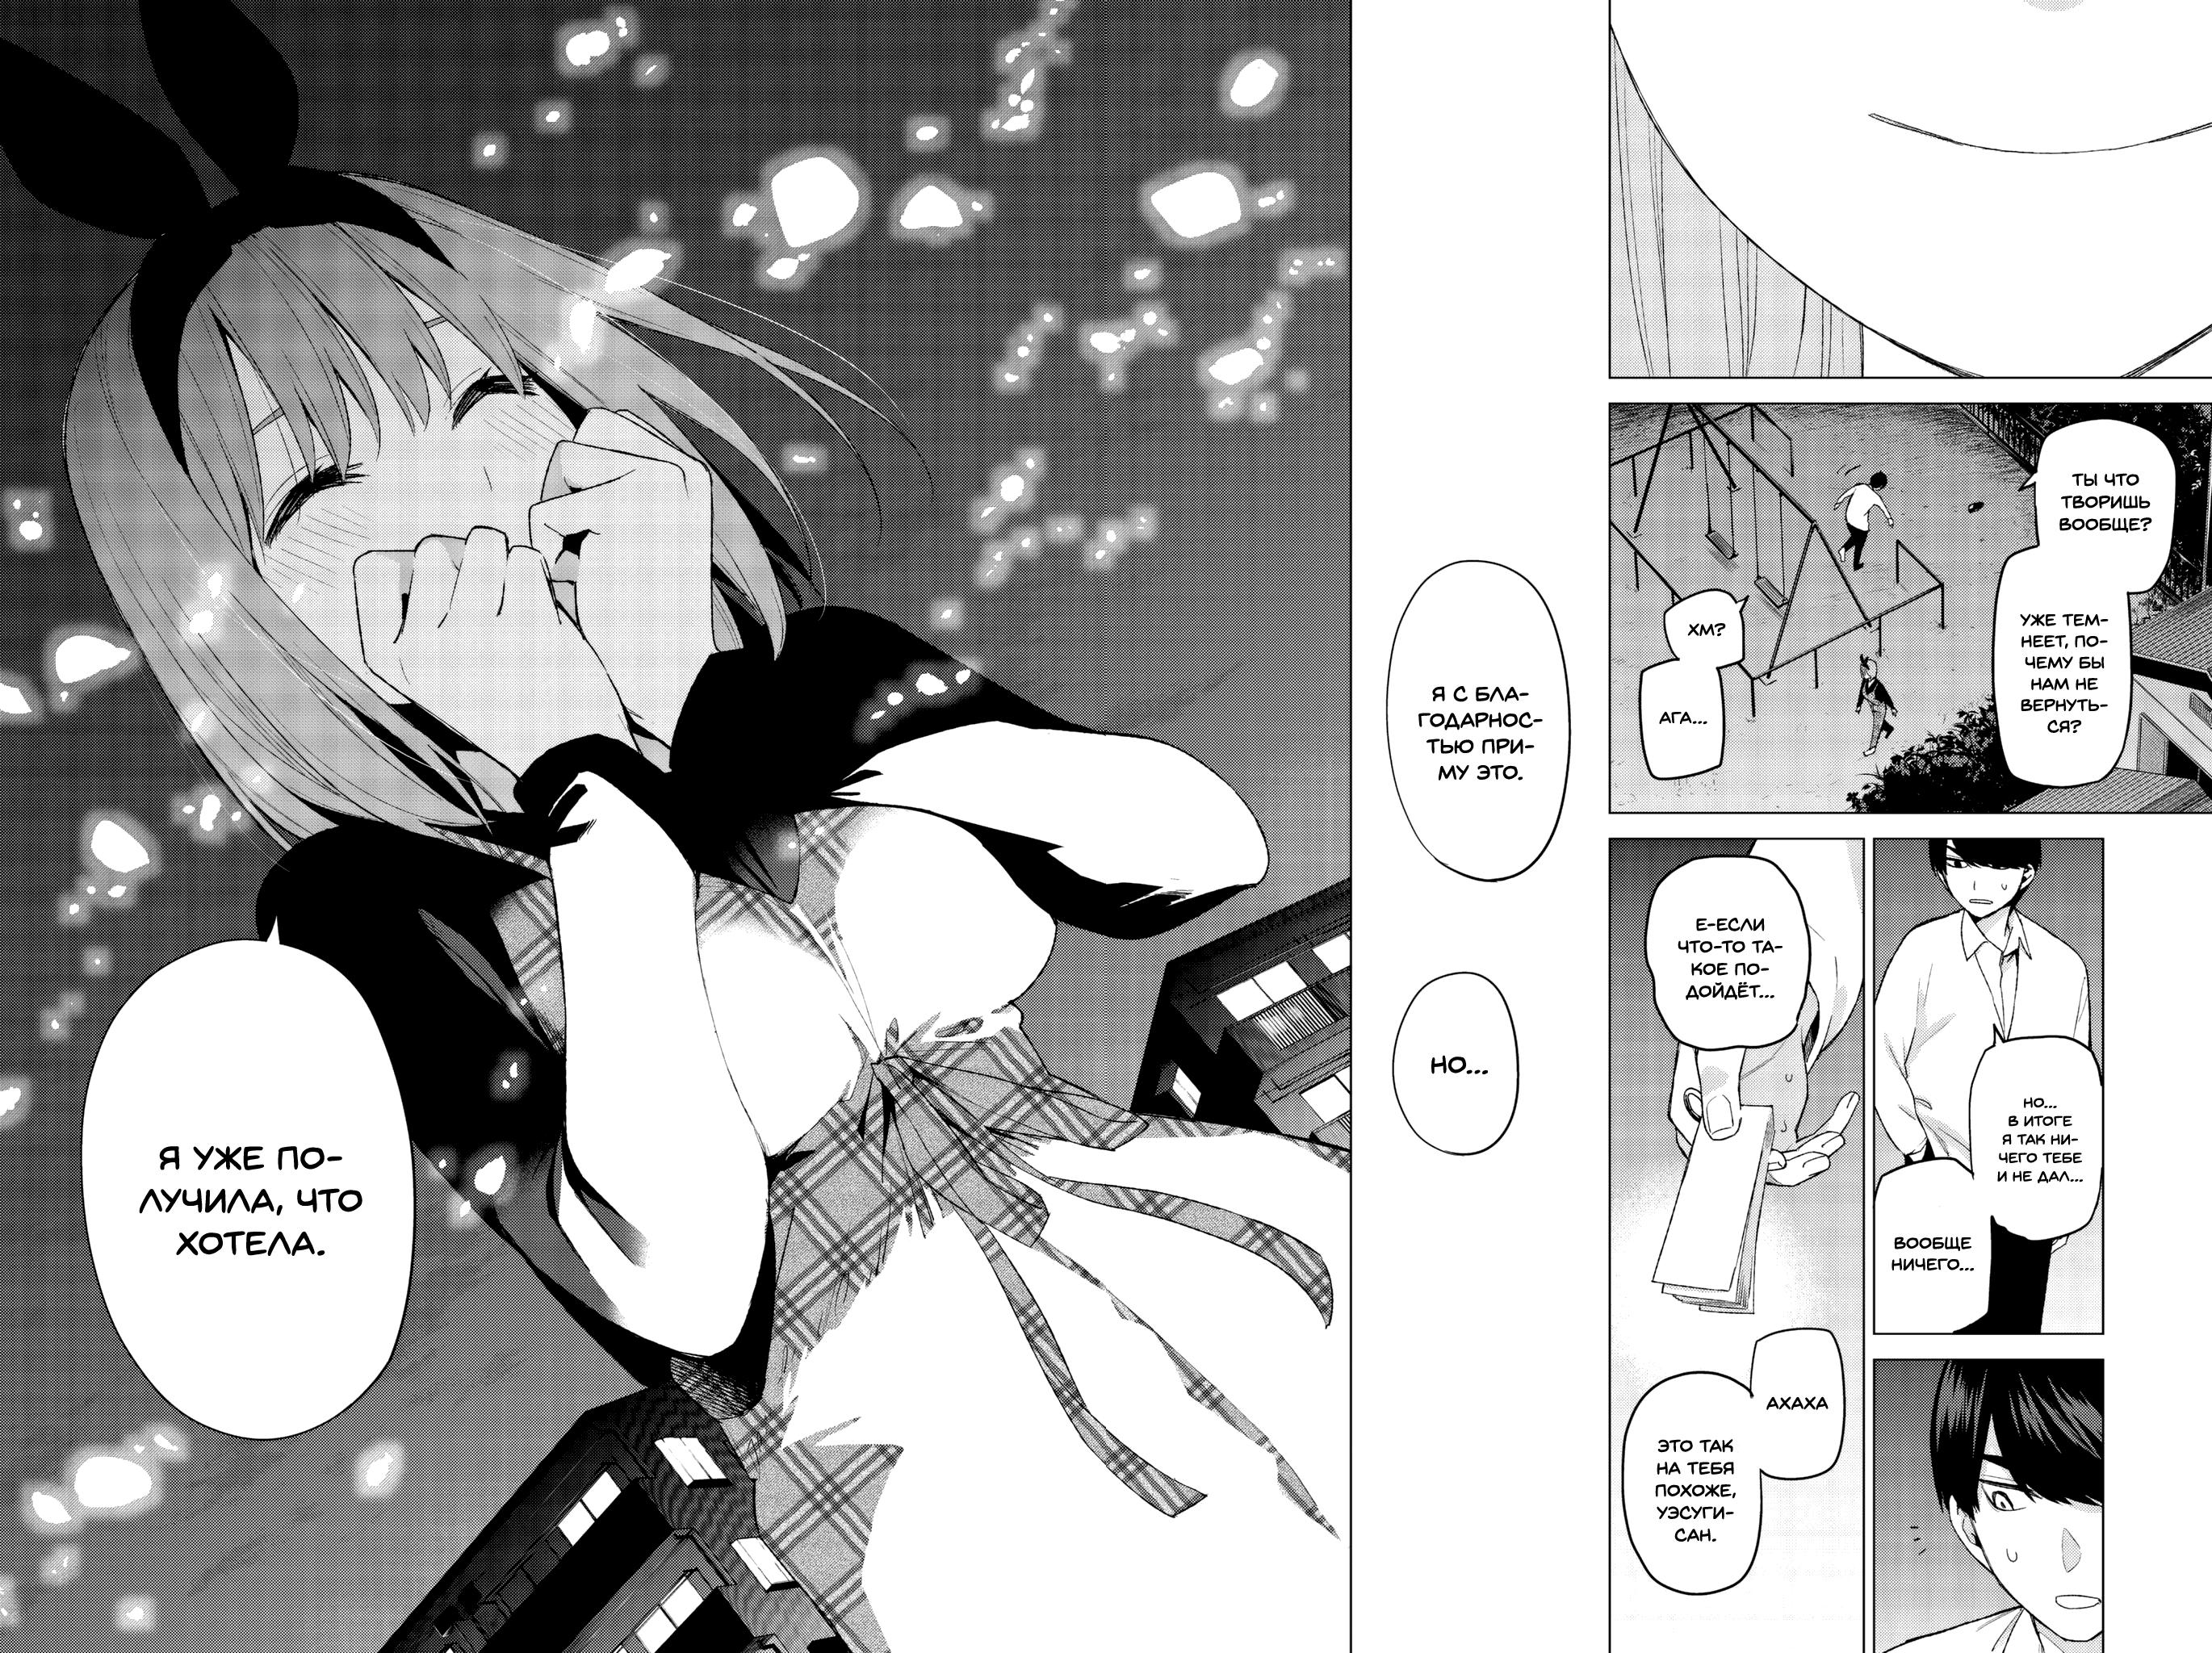 ТЫ ЧТО
ТВОРИШЬ
ВООБЩЕ?
УЖЕ ТЕМ-
НЕЕТ, ПО-
ЧЕМУ БЫ
НАМ НЕ
ВЕРНУТЬ-
СЯ?
ХМ?
АГА...
НО...
В ИТОГЕ
Я ТАК НИ-
ЧЕГО ТЕБЕ
И НЕ ДАЛ...
ВООБЩЕ
НИЧЕГО...
Е-ЕСЛИ
ЧТО-ТО ТА-
КОЕ ПО-
ДОЙДЁТ...
АХАХА
ЭТО ТАК
НА ТЕБЯ
ПОХОЖЕ,
УЭСУГИ-
САН.
Я С БЛА-
ГОДАРНОС-
ТЬЮ ПРИ-
МУ ЭТО.
НО...
Я УЖЕ ПО-
ЛУЧИЛА, ЧТО
ХОТЕЛА.